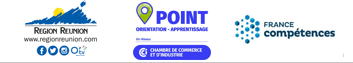 REGION REUNION
www.regionreunion.com
POINT
ORIENTATION - APPRENTISSAGE
CHAMBRE DE COMMERCE
ET D'INDUSTRIE
FRANCE
compétences